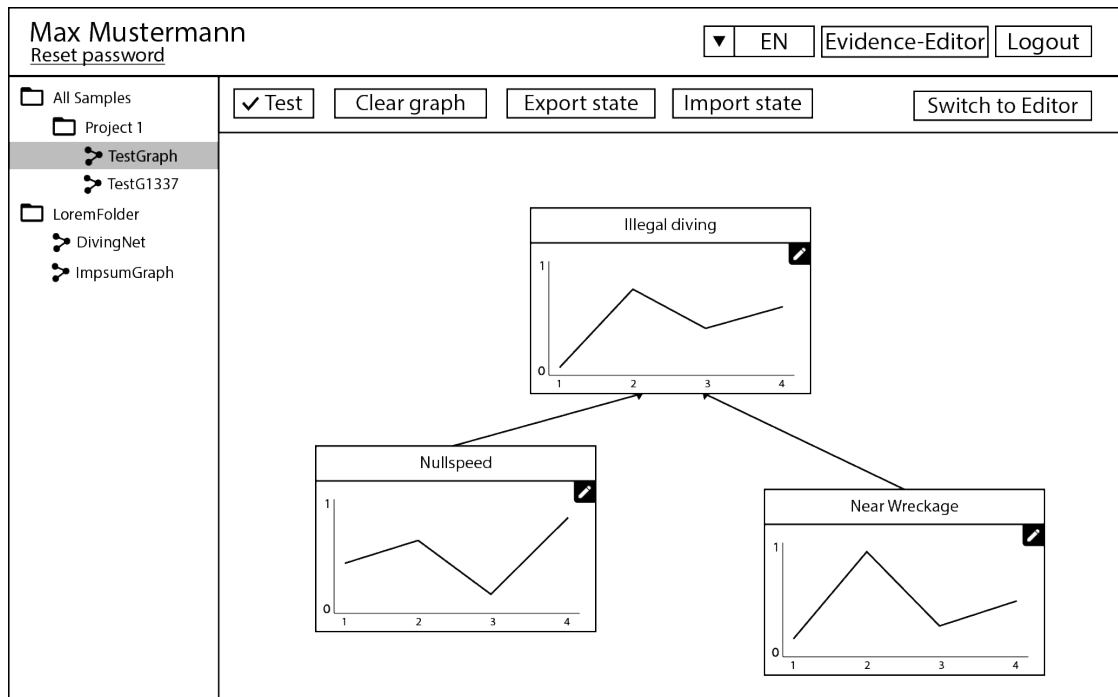 Max Mustermann
Reset password
▼ EN
Evidence-Editor
Logout
All Samples
Project 1
TestGraph
TestG1337
LoremFolder
DivingNet
ImpsumGraph
✓ Test
Clear graph
Export state
Import state
Switch to Editor
Illegal diving
1
0
1 2 3 4
Nullspeed
1
0
1 2 3 4
Near Wreckage
1
0
1 2 3 4